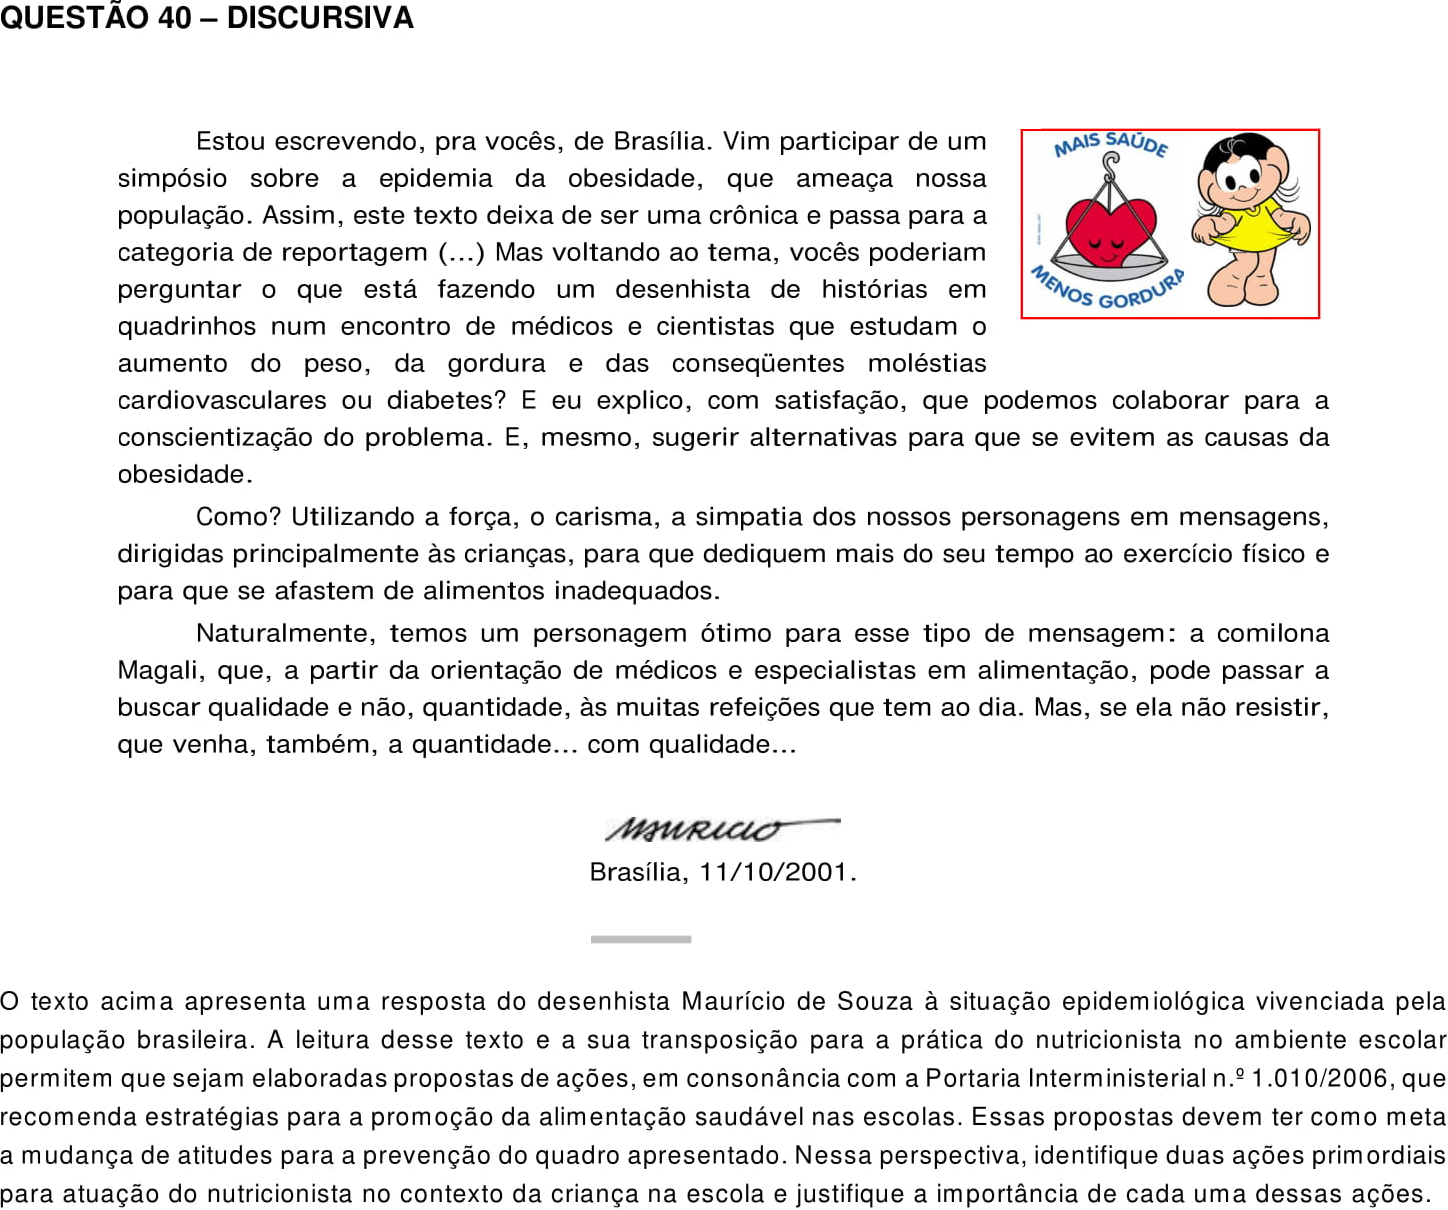 QUESTÃO 40 – DISCURSIVA
Estou escrevendo, pra vocês, de Brasília. Vim participar de um
simpósio sobre a epidemia da obesidade, que ameaça nossa
população. Assim, este texto deixa de ser uma crônica e passa para a
categoria de reportagem (...) Mas voltando ao tema, vocês poderiam
perguntar o que está fazendo um desenhista de histórias em
quadrinhos num encontro de médicos e cientistas que estudam o
aumento do peso, da gordura e das conseqüentes moléstias
cardiovasculares ou diabetes? E eu explico, com satisfação, que podemos colaborar para a
conscientização do problema. E, mesmo, sugerir alternativas para que se evitem as causas da
obesidade.
MAIS SAÚDE
MENOS GORDURA
Como? Utilizando a força, o carisma, a simpatia dos nossos personagens em mensagens,
dirigidas principalmente às crianças, para que dediquem mais do seu tempo ao exercício físico e
para que se afastem de alimentos inadequados.
Naturalmente, temos um personagem ótimo para esse tipo de mensagem: a comilona
Magali, que, a partir da orientação de médicos e especialistas em alimentação, pode passar a
buscar qualidade e não, quantidade, às muitas refeições que tem ao dia. Mas, se ela não resistir,
que venha, também, a quantidade... com qualidade...
MAURICIO
Brasília, 11/10/2001.
O texto acima apresenta uma resposta do desenhista Maurício de Souza à situação epidemiológica vivenciada pela
população brasileira. A leitura desse texto e a sua transposição para a prática do nutricionista no ambiente escolar
permitem que sejam elaboradas propostas de ações, em consonância com a Portaria Interministerial n.º 1.010/2006, que
recomenda estratégias para a promoção da alimentação saudável nas escolas. Essas propostas devem ter como meta
a mudança de atitudes para a prevenção do quadro apresentado. Nessa perspectiva, identifique duas ações primordiais
para atuação do nutricionista no contexto da criança na escola e justifique a importância de cada uma dessas ações.